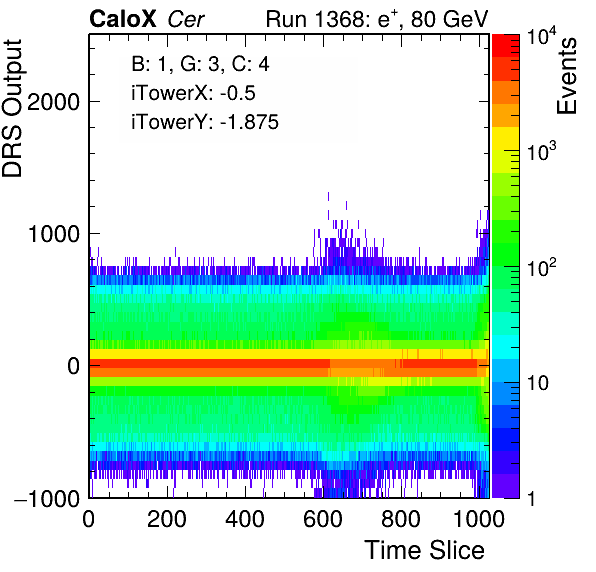 CaloX Cer Run 1368: e⁺, 80 GeV
B: 1, G: 3, C: 4
iTowerX: -0.5
iTowerY: -1.875
DRS Output
2000
1000
0
−1000
0 200 400 600 800 1000
Time Slice
Events
10⁴
10³
10²
10
1